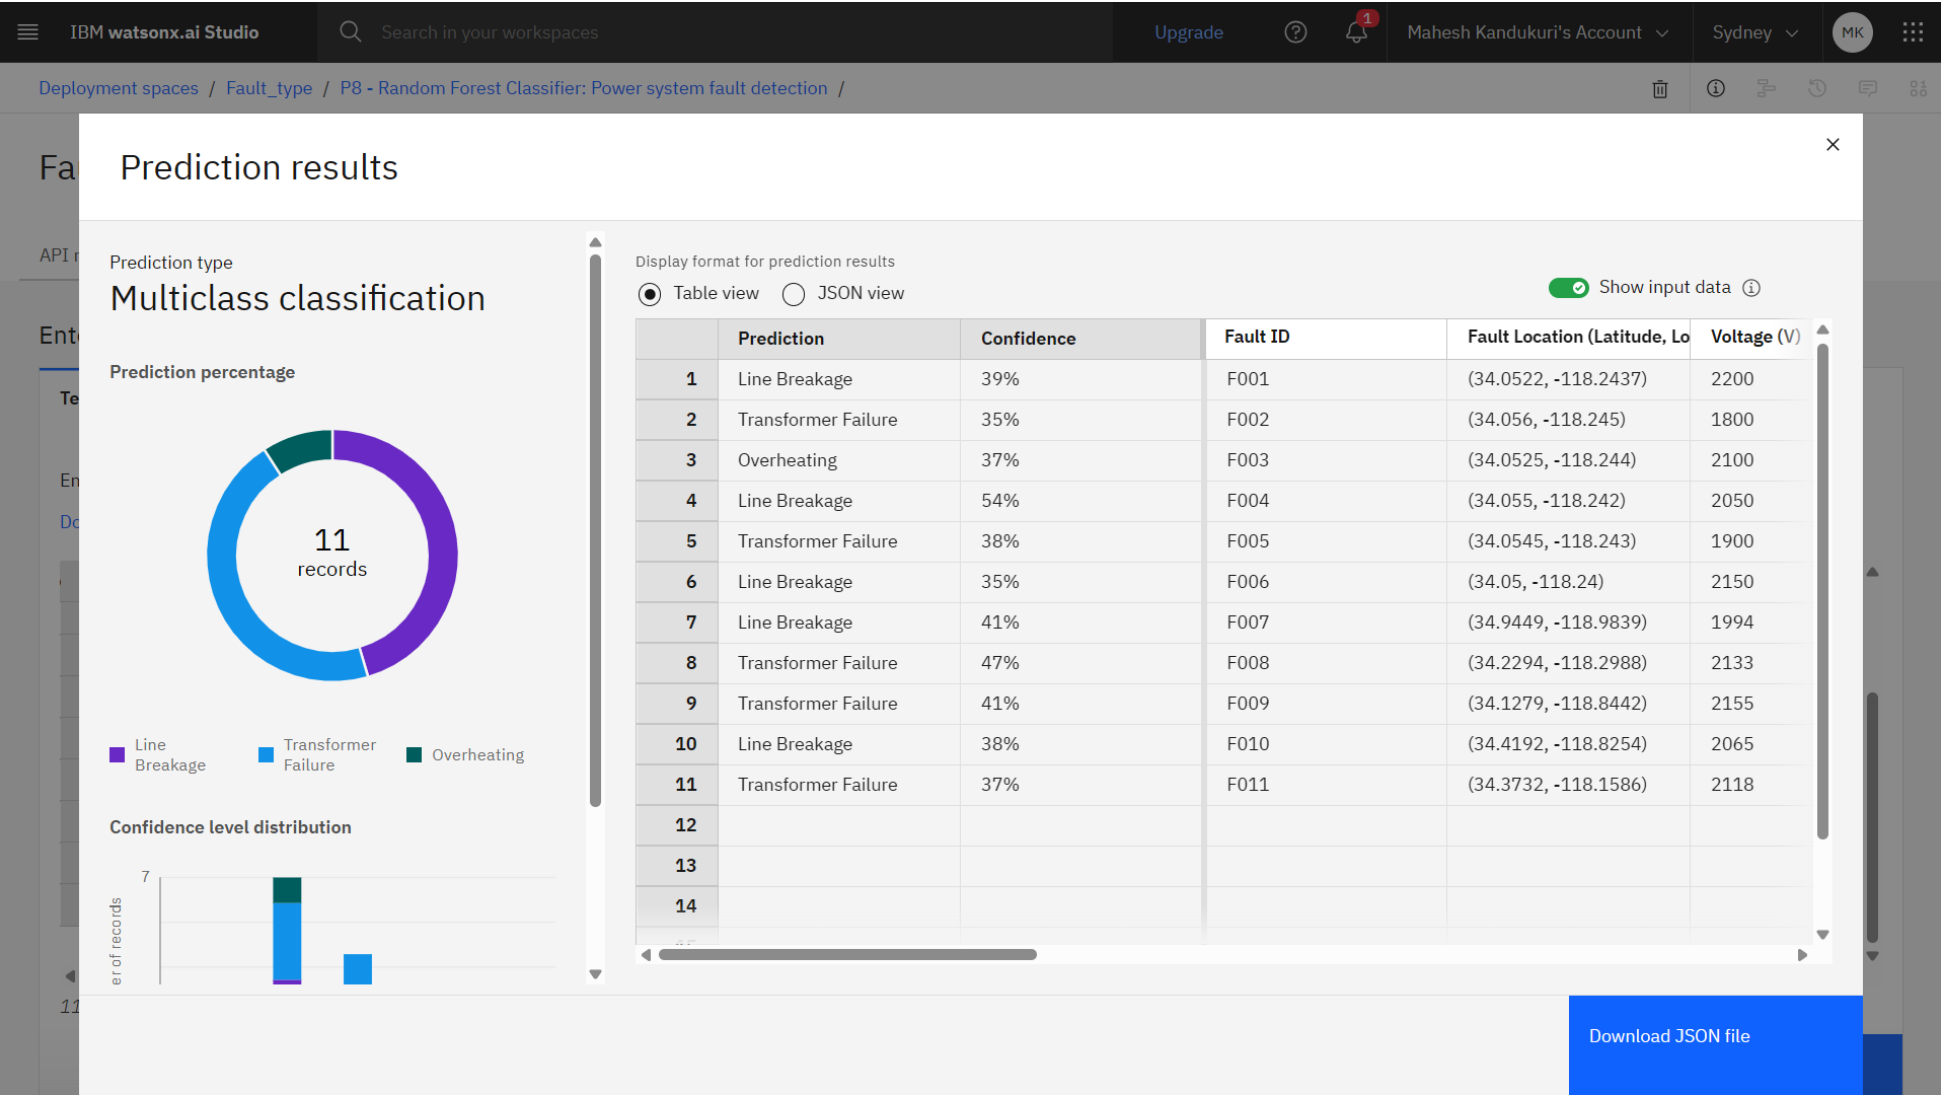 IBM watsonx.ai Studio
Search in your workspaces
Upgrade
1
Mahesh Kandukuri's Account
Sydney
MK
Deployment spaces / Fault_type / P8 - Random Forest Classifier: Power system fault detection /
Prediction results
Prediction type
Multiclass classification
Prediction percentage
11
records
Line Breakage
Transformer Failure
Overheating
Confidence level distribution
7
er of records
Display format for prediction results
Table view
JSON view
Show input data
Prediction Confidence Fault ID Fault Location (Latitude, Lo Voltage (V)
1 Line Breakage 39% F001 (34.0522, -118.2437) 2200
2 Transformer Failure 35% F002 (34.056, -118.245) 1800
3 Overheating 37% F003 (34.0525, -118.244) 2100
4 Line Breakage 54% F004 (34.055, -118.242) 2050
5 Transformer Failure 38% F005 (34.0545, -118.243) 1900
6 Line Breakage 35% F006 (34.05, -118.24) 2150
7 Line Breakage 41% F007 (34.9449, -118.9839) 1994
8 Transformer Failure 47% F008 (34.2294, -118.2988) 2133
9 Transformer Failure 41% F009 (34.1279, -118.8442) 2155
10 Line Breakage 38% F010 (34.4192, -118.8254) 2065
11 Transformer Failure 37% F011 (34.3732, -118.1586) 2118
12
13
14
Download JSON file